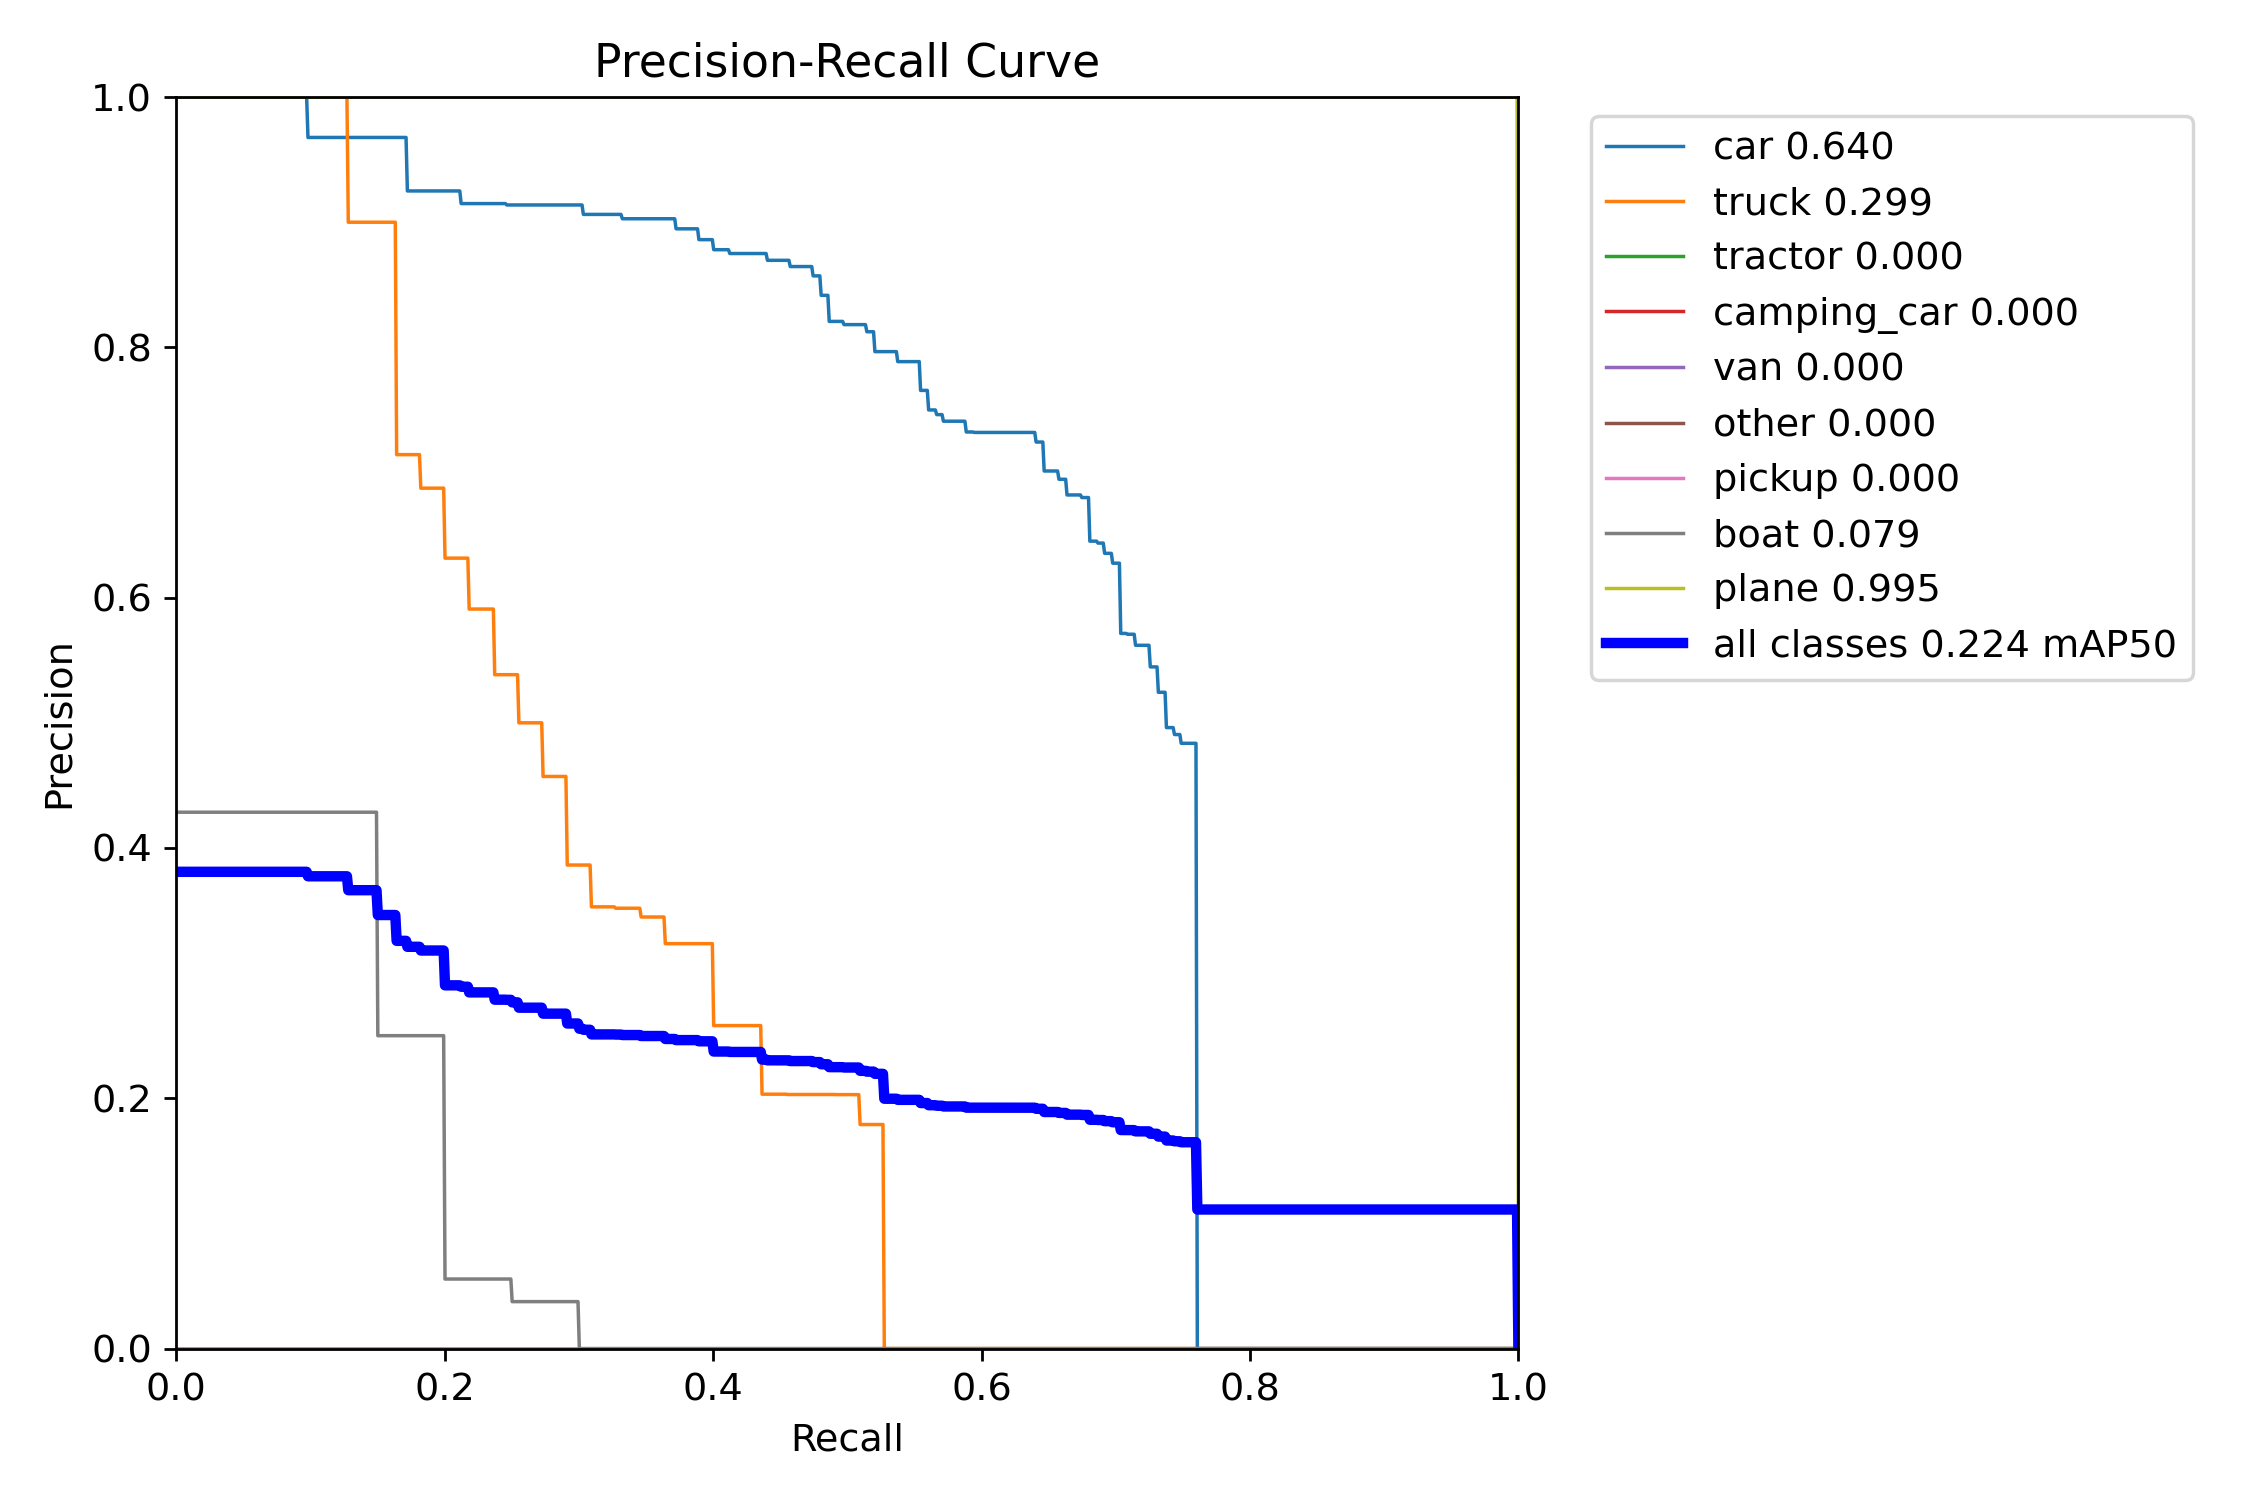 Precision-Recall Curve
1.0
0.8
0.6
0.4
0.2
0.0
Precision
0.0 0.2 0.4 0.6 0.8 1.0
Recall
car 0.640
truck 0.299
tractor 0.000
camping_car 0.000
van 0.000
other 0.000
pickup 0.000
boat 0.079
plane 0.995
all classes 0.224 mAP50